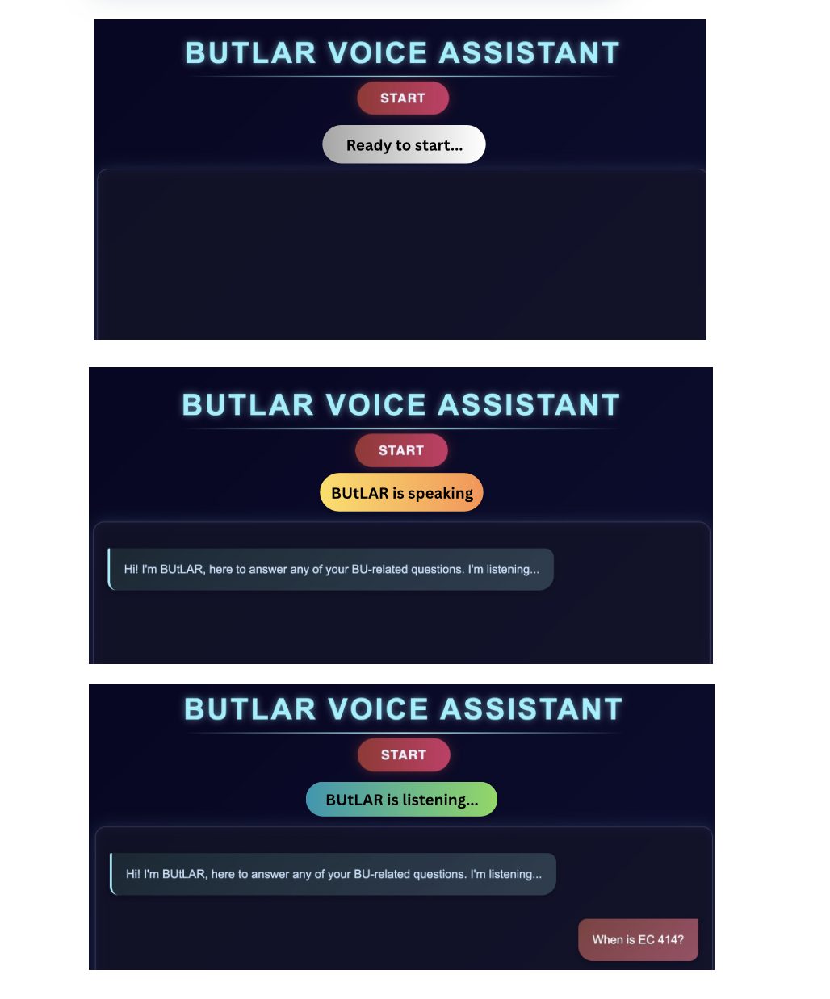 BUTLAR VOICE ASSISTANT
START
Ready to start...
BUTLAR VOICE ASSISTANT
START
BUtLAR is speaking
Hi! I'm BUtLAR, here to answer any of your BU-related questions. I'm listening...
BUTLAR VOICE ASSISTANT
START
BUtLAR is listening...
Hi! I'm BUtLAR, here to answer any of your BU-related questions. I'm listening...
When is EC 414?